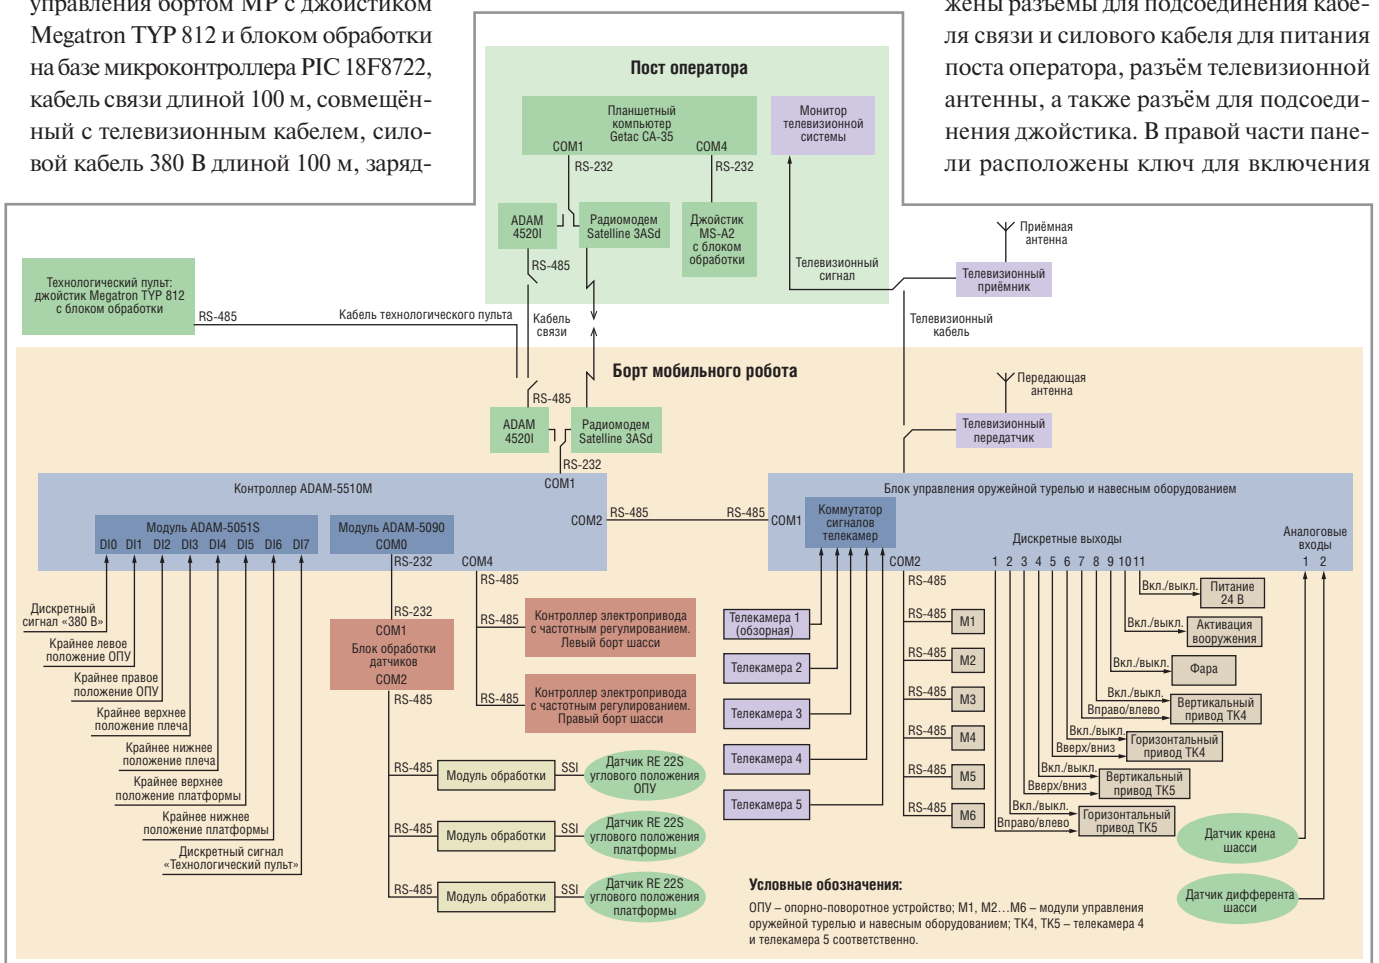 управления бортом МР с джойстиком
Megatron TYP 812 и блоком обработки
на базе микроконтроллера PIC 18F8722,
кабель связи длиной 100 м, совмещён-
ный с телевизионным кабелем, сило-
вой кабель 380 В длиной 100 м, заряд-
жены разъёмы для подсоединения кабе-
ля связи и силового кабеля для питания
поста оператора, разъём телевизионной
антенны, а также разъём для подсоеди-
нения джойстика. В правой части пане-
ли расположены ключ для включения
Пост оператора
Планшетный
компьютер
Getac CA-35
COM1
COM4
Монитор
телевизионной
системы
RS-232
RS-232
ADAM
4520I
Радиомодем
Satelline 3ASd
Джойстик
MS-A2
с блоком
обработки
RS-485
Телевизионный
сигнал
Приёмная
антенна
Телевизионный
приёмник
Технологический пульт:
джойстик Megatron TYP 812
с блоком обработки
RS-485
Кабель технологического пульта
Кабель
связи
Телевизионный
кабель
Борт мобильного робота
Передающая
антенна
RS-485
ADAM
4520I
Радиомодем
Satelline 3ASd
Телевизионный
передатчик
RS-232
Контроллер ADAM-5510M
COM1
COM2
RS-485
RS-485
Модуль ADAM-5051S
DI0 DI1 DI2 DI3 DI4 DI5 DI6 DI7
Модуль ADAM-5090
COM0
COM4
RS-232
RS-485
Блок управления оружейной турелью и навесным оборудованием
COM1
Коммутатор
сигналов
телекамер
COM2
Дискретные выходы
1 2 3 4 5 6 7 8 9 10 11
Аналоговые
входы
1 2
Дискретный
сигнал «380 В»
Крайнее левое
положение ОПУ
Крайнее правое
положение ОПУ
Крайнее верхнее
положение плеча
Крайнее нижнее
положение плеча
Крайнее верхнее
положение платформы
Крайнее нижнее
положение платформы
Дискретный сигнал
«Технологический пульт»
RS-232
COM1
Блок обработки
датчиков
COM2
RS-485
RS-485
Контроллер электропривода
с частотным регулированием.
Левый борт шасси
RS-485
Контроллер электропривода
с частотным регулированием.
Правый борт шасси
RS-485
Модуль обработки
SSI
Датчик RE 22S
углового положения
ОПУ
RS-485
Модуль обработки
SSI
Датчик RE 22S
углового положения
платформы
RS-485
Модуль обработки
SSI
Датчик RE 22S
углового положения
платформы
Телекамера 1
(обзорная)
Телекамера 2
Телекамера 3
Телекамера 4
Телекамера 5
RS-485
RS-485
М1
RS-485
М2
RS-485
М3
RS-485
М4
RS-485
М5
RS-485
М6
Вкл./выкл.
Питание
24 В
Вкл./выкл.
Активация
вооружения
Вкл./выкл.
Фара
Вкл./выкл.
Вправо/влево
Вертикальный
привод ТК4
Вкл./выкл.
Вверх/вниз
Горизонтальный
привод ТК4
Вкл./выкл.
Вверх/вниз
Вертикальный
привод ТК5
Вкл./выкл.
Вправо/влево
Горизонтальный
привод ТК5
Датчик крена
шасси
Датчик дифферента
шасси
Условные обозначения:
ОПУ – опорно-поворотное устройство; М1, М2…М6 – модули управления
оружейной турелью и навесным оборудованием; ТК4, ТК5 – телекамера 4
и телекамера 5 соответственно.